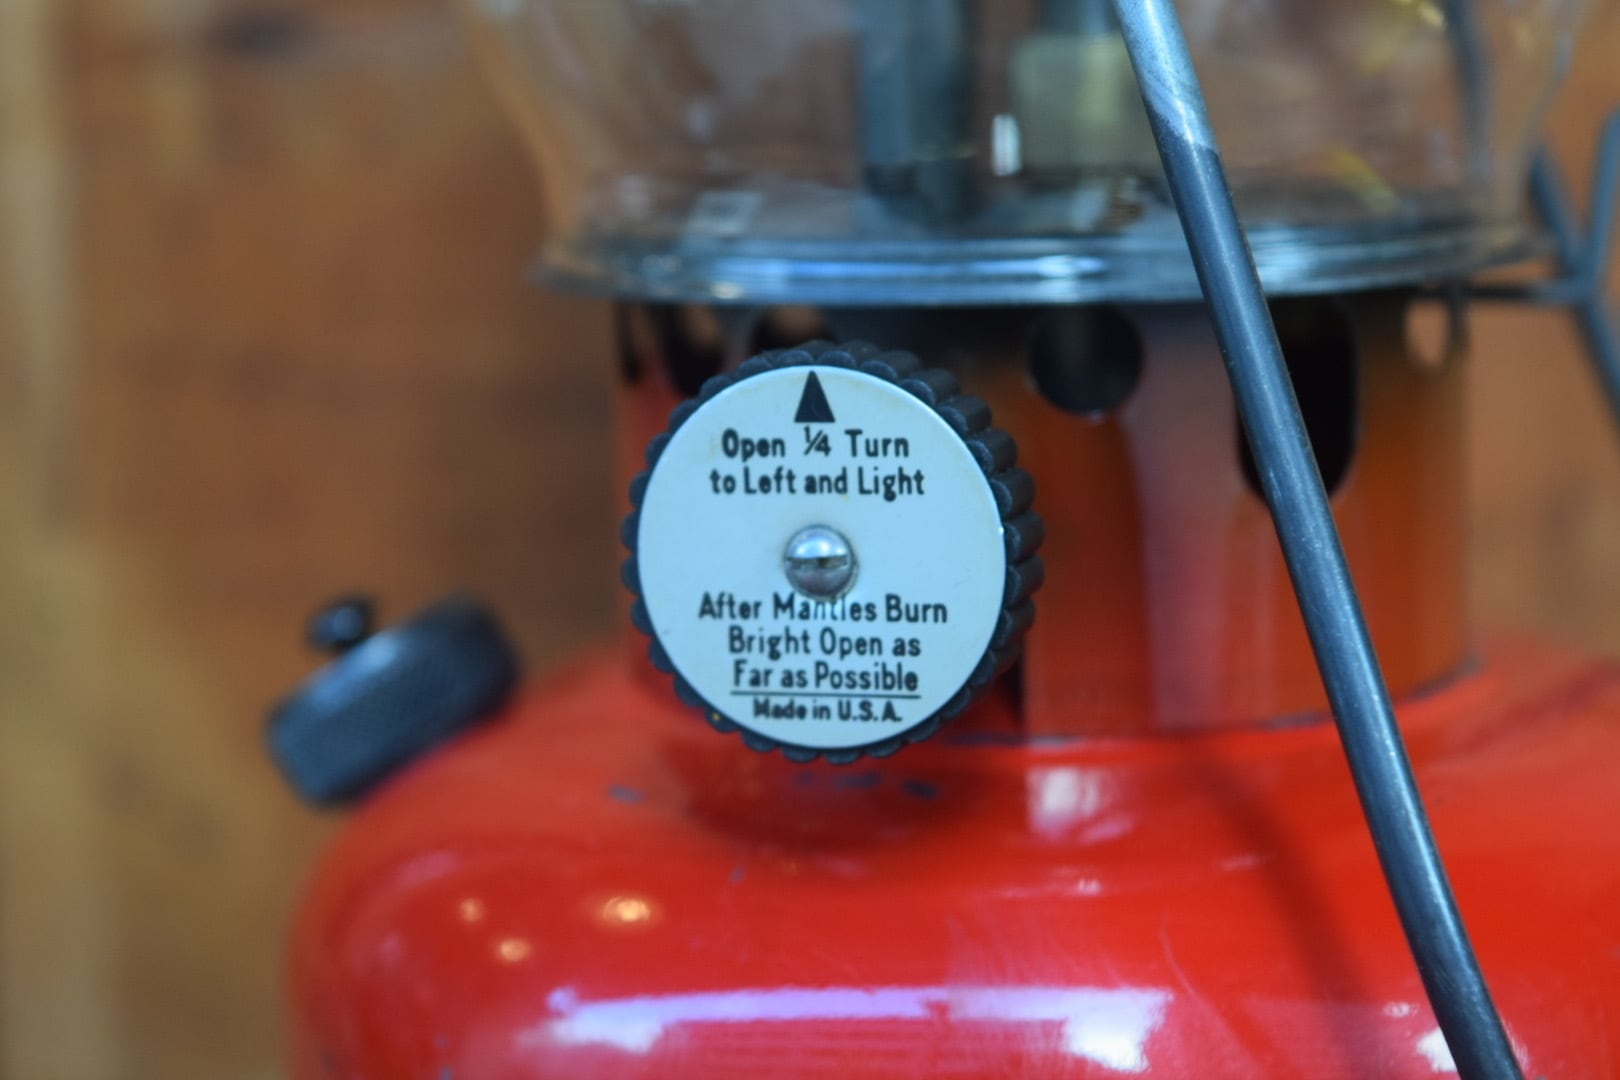 Open ¼ Turn
to Left and Light
After Mantles Burn
Bright Open as
Far as Possible
Made in U.S.A.